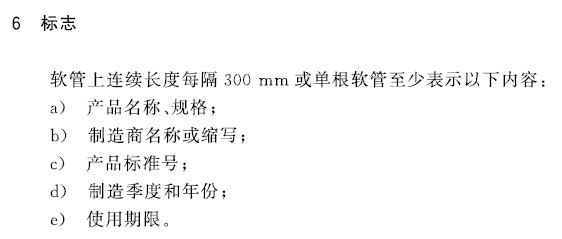 6 标志
软管上连续长度每隔 300 mm 或单根软管至少表示以下内容:
a) 产品名称、规格;
b) 制造商名称或缩写;
c) 产品标准号;
d) 制造季度和年份;
e) 使用期限。